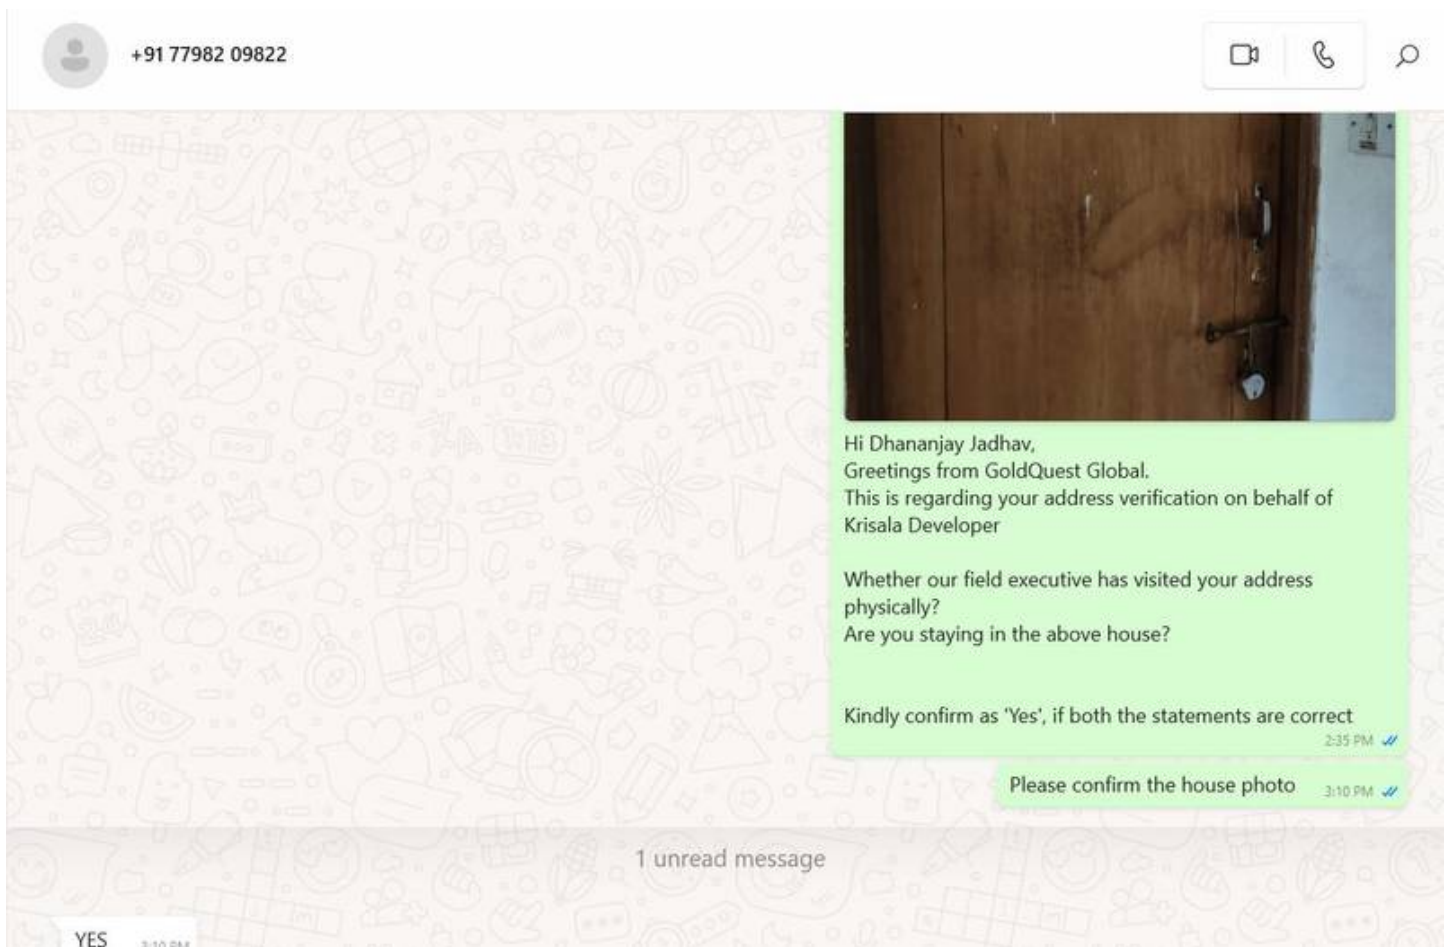 +91 77982 09822
Hi Dhananjay Jadhav,
Greetings from GoldQuest Global.
This is regarding your address verification on behalf of
Krisala Developer
Whether our field executive has visited your address
physically?
Are you staying in the above house?
Kindly confirm as 'Yes', if both the statements are correct
2:35 PM
Please confirm the house photo
3:10 PM
1 unread message
YES
3:10 PM